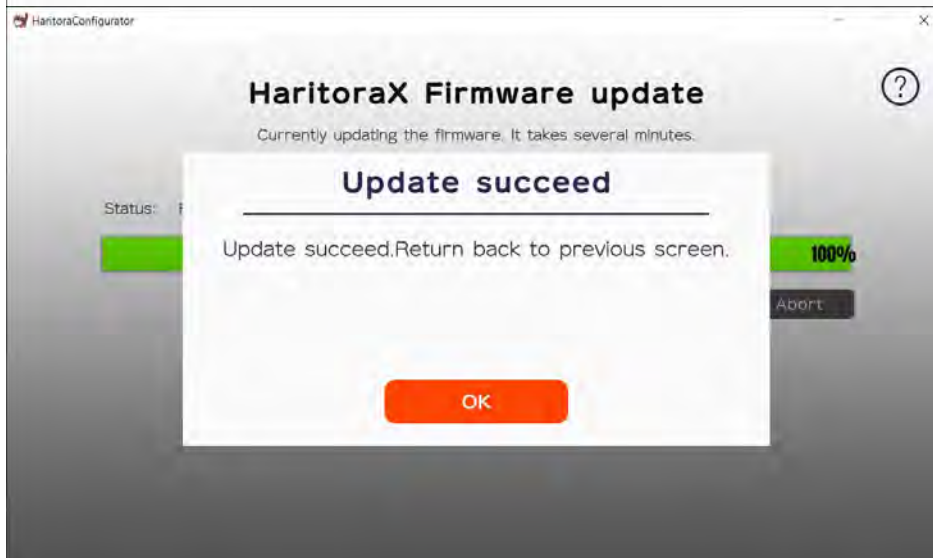 HaritoraConfigurator
HaritoraX Firmware update
?
Currently updating the firmware. It takes several minutes.
Update succeed
Status:
Update succeed.Return back to previous screen.
100%
Abort
OK